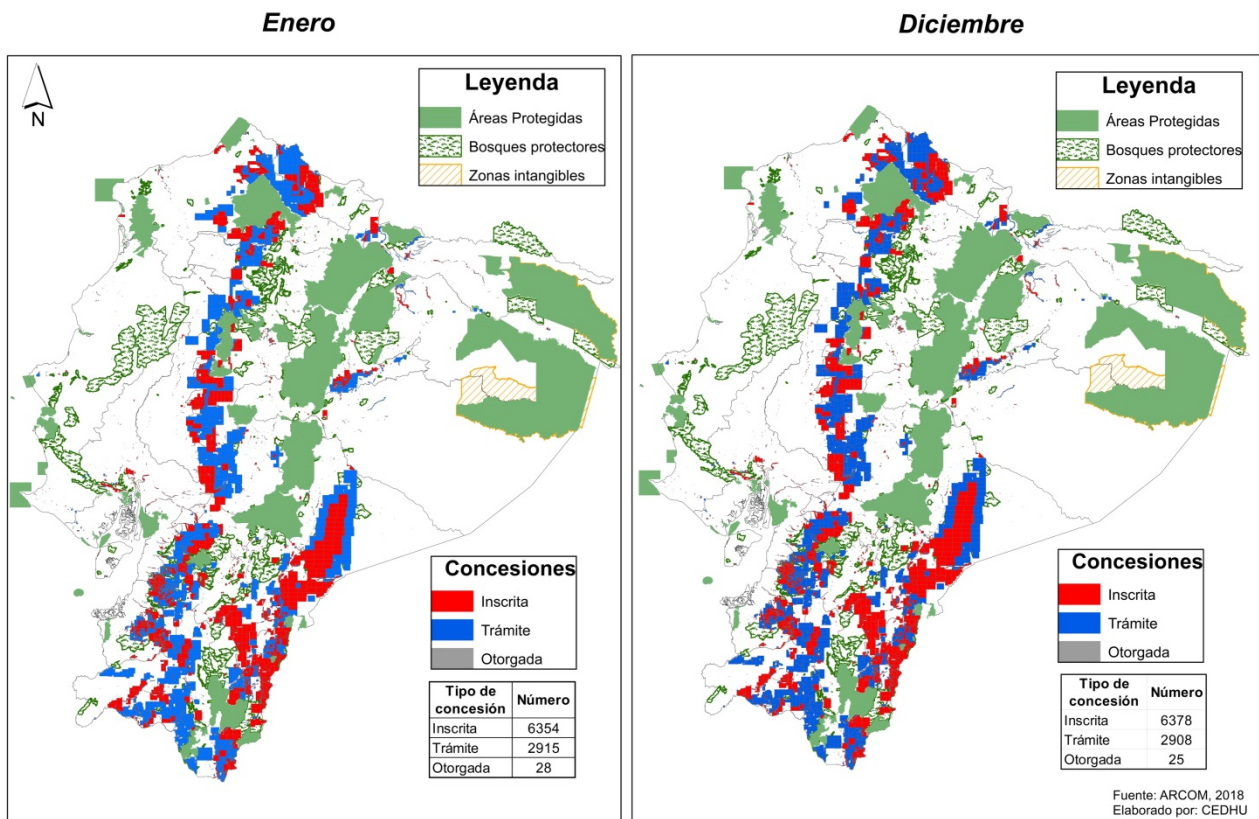 Enero
Diciembre
N
Leyenda
Áreas Protegidas
Bosques protectores
Zonas intangibles
Concesiones
Inscrita
Trámite
Otorgada
Tipo de concesión Número
Inscrita 6354
Trámite 2915
Otorgada 28
Leyenda
Áreas Protegidas
Bosques protectores
Zonas intangibles
Concesiones
Inscrita
Trámite
Otorgada
Tipo de concesión Número
Inscrita 6378
Trámite 2908
Otorgada 25
Fuente: ARCOM, 2018
Elaborado por: CEDHU